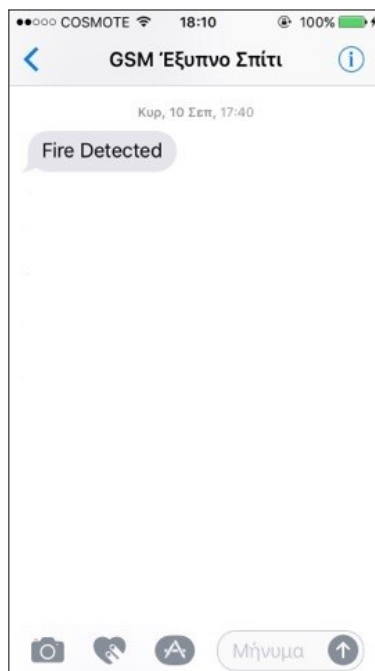 COSMOTE 18:10 100%
GSM Έξυπνο Σπίτι
Κυρ, 10 Σεπ, 17:40
Fire Detected
Μήνυμα